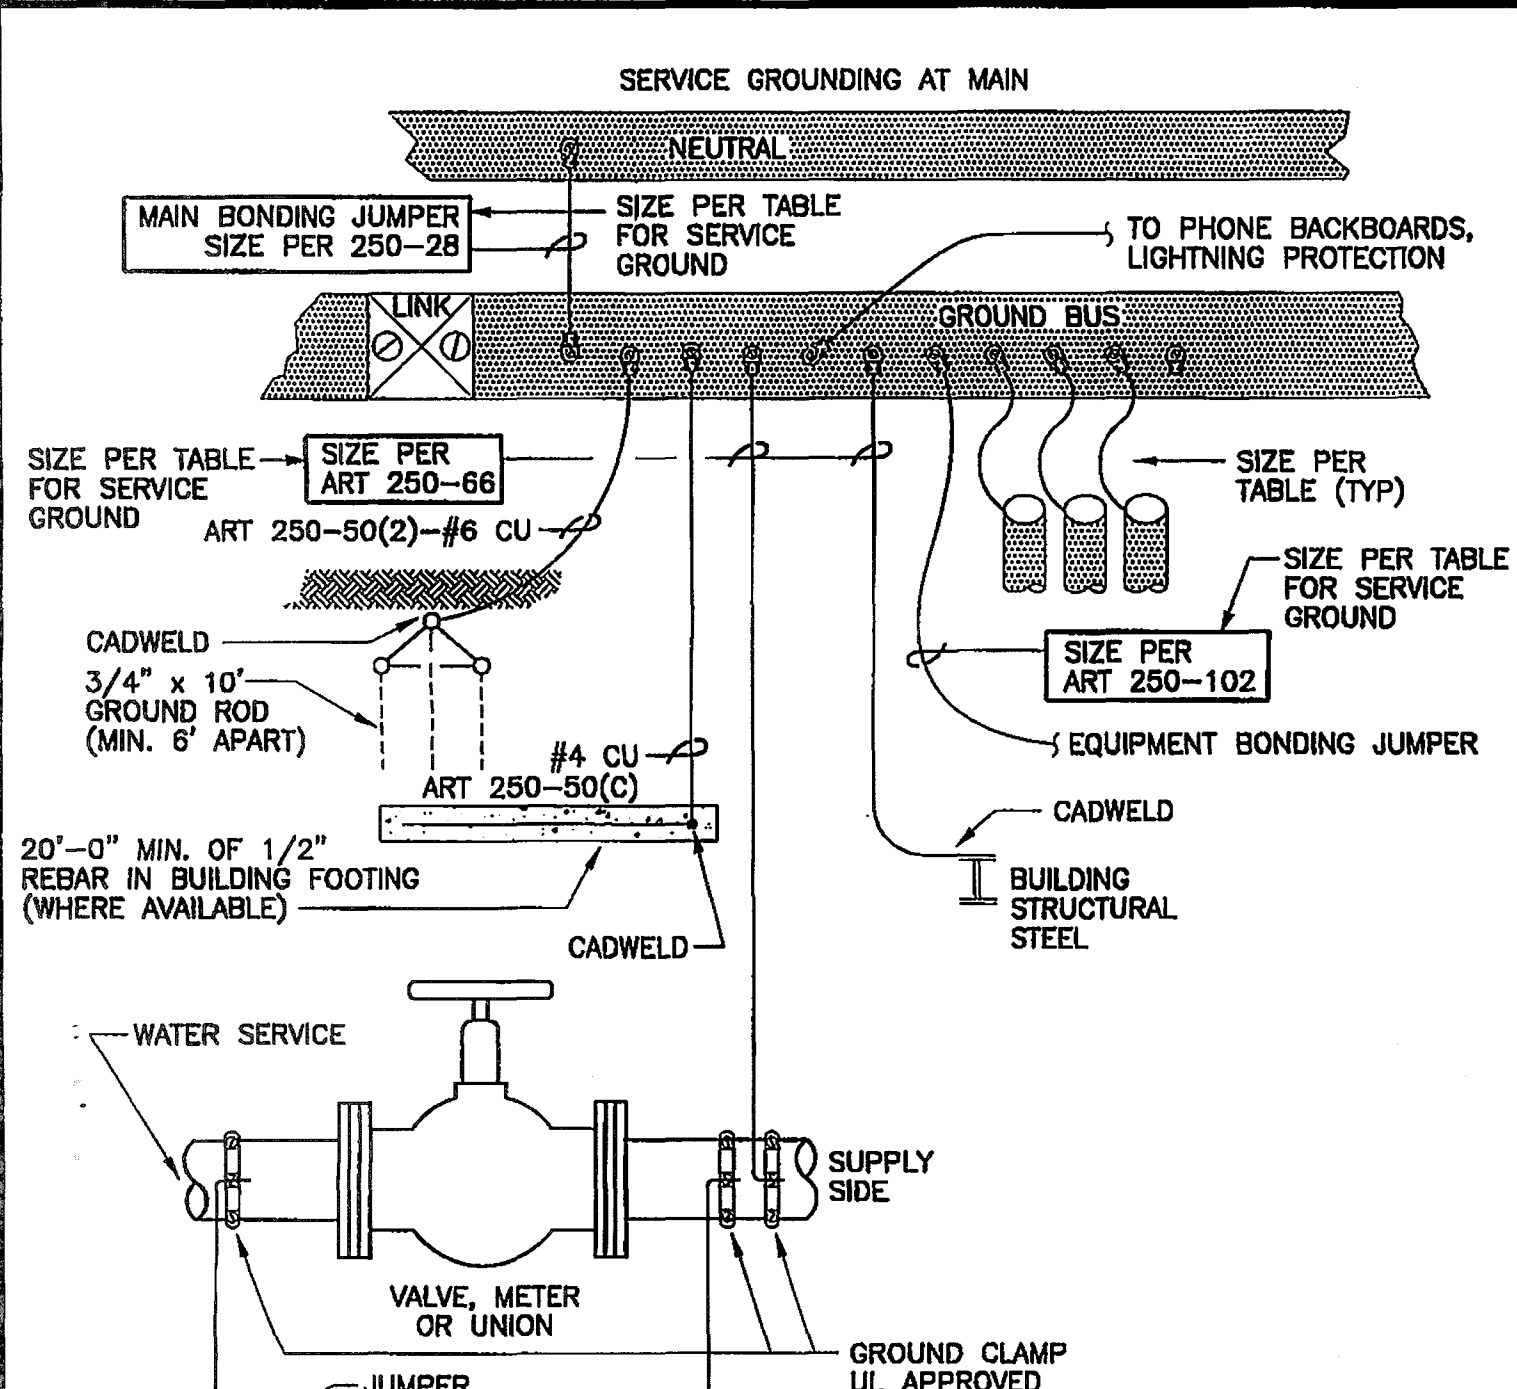 SERVICE GROUNDING AT MAIN
NEUTRAL
MAIN BONDING JUMPER
SIZE PER 250-28
SIZE PER TABLE
FOR SERVICE
GROUND
TO PHONE BACKBOARDS,
LIGHTNING PROTECTION
LINK
GROUND BUS
SIZE PER TABLE
FOR SERVICE
GROUND
SIZE PER
ART 250-66
ART 250-50(2)-#6 CU
SIZE PER
TABLE (TYP)
SIZE PER TABLE
FOR SERVICE
GROUND
SIZE PER
ART 250-102
CADWELD
3/4" x 10'
GROUND ROD
(MIN. 6' APART)
EQUIPMENT BONDING JUMPER
#4 CU
ART 250-50(C)
CADWELD
20'-0" MIN. OF 1/2"
REBAR IN BUILDING FOOTING
(WHERE AVAILABLE)
CADWELD
BUILDING
STRUCTURAL
STEEL
WATER SERVICE
SUPPLY
SIDE
VALVE, METER
OR UNION
GROUND CLAMP
UL APPROVED
JUMPER